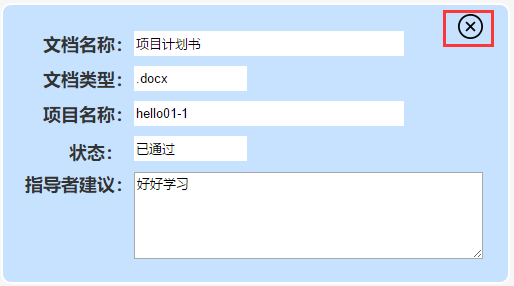 文档名称： 项目计划书
文档类型： .docx
项目名称： hello01-1
状态： 已通过
指导者建议： 好好学习